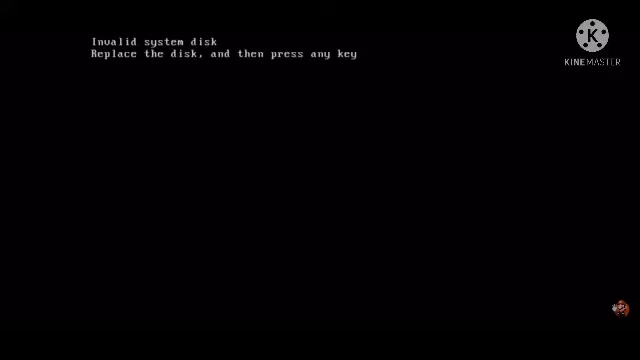 Invalid system disk
Replace the disk, and then press any key
K
KINEMASTER